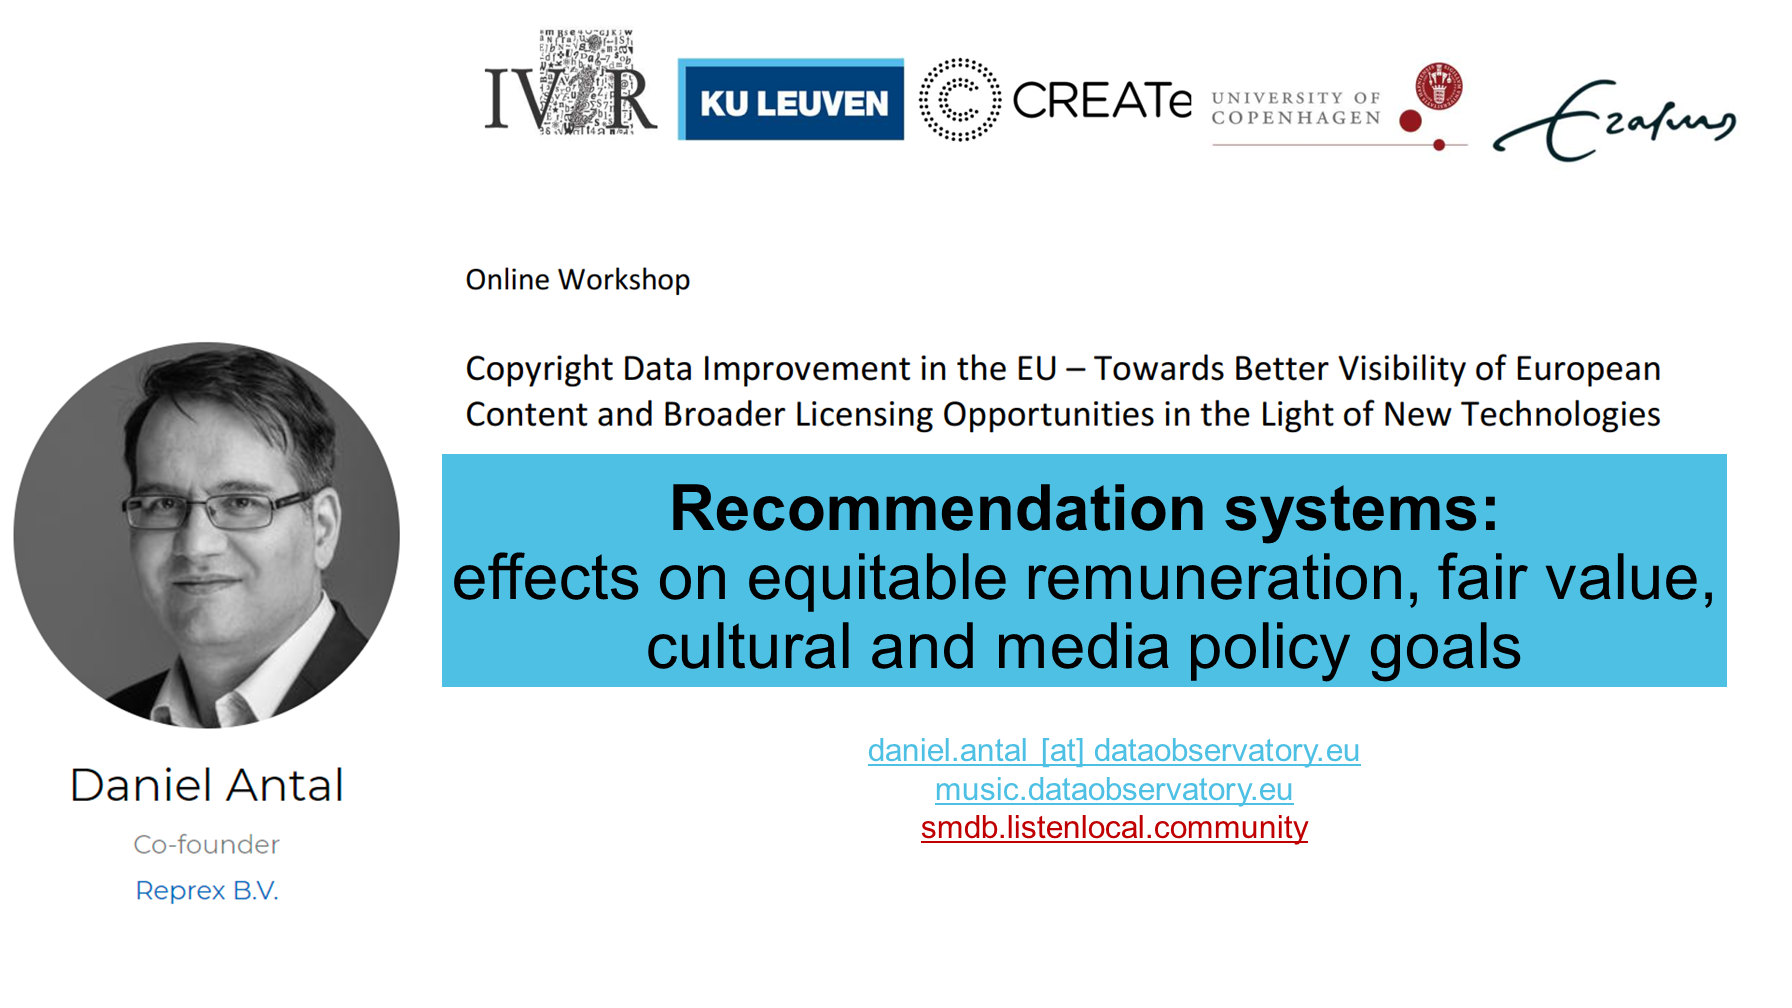 IViR
KU LEUVEN
CREATe
UNIVERSITY OF
COPENHAGEN
Erasmus
Online Workshop
Copyright Data Improvement in the EU – Towards Better Visibility of European
Content and Broader Licensing Opportunities in the Light of New Technologies
Recommendation systems:
effects on equitable remuneration, fair value,
cultural and media policy goals
daniel.antal [at] dataobservatory.eu
music.dataobservatory.eu
smdb.listenlocal.community
Daniel Antal
Co-founder
Reprex B.V.